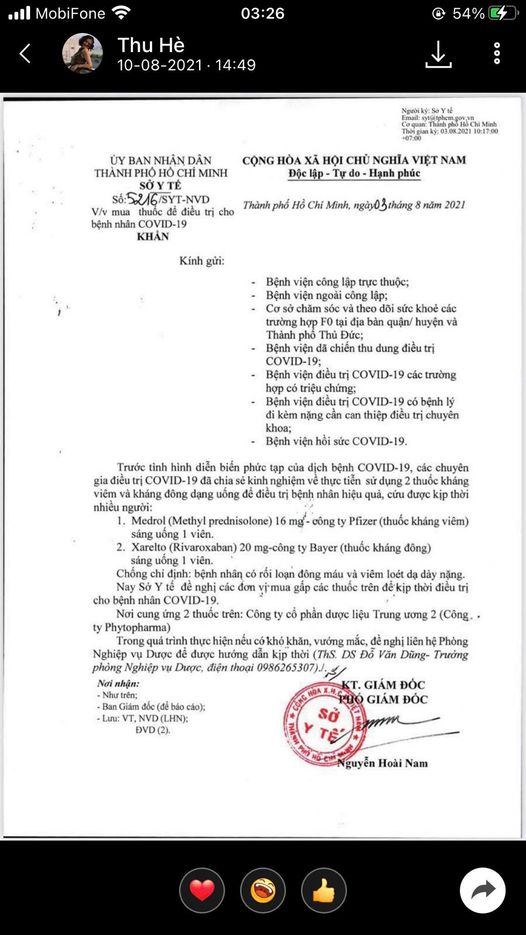 MobiFone
03:26
54%
Thu Hè
10-08-2021 · 14:49
Người ký: Sở Y tế
Email: syt@tphcm.gov.vn
Cơ quan: Thành phố Hồ Chí Minh
Thời gian ký: 03.08.2021 10:17:00
+07:00
ỦY BAN NHÂN DÂN
THÀNH PHỐ HỒ CHÍ MINH
SỞ Y TẾ
Số: 5216/SYT-NVD
V/v mua thuốc để điều trị cho
bệnh nhân COVID-19
KHẨN
CỘNG HÒA XÃ HỘI CHỦ NGHĨA VIỆT NAM
Độc lập - Tự do - Hạnh phúc
Thành phố Hồ Chí Minh, ngày 03 tháng 8 năm 2021
Kính gửi:
- Bệnh viện công lập trực thuộc;
- Bệnh viện ngoài công lập;
- Cơ sở chăm sóc và theo dõi sức khoẻ các
trường hợp F0 tại địa bàn quận/ huyện và
Thành phố Thủ Đức;
- Bệnh viện dã chiến thu dung điều trị
COVID-19;
- Bệnh viện điều trị COVID-19 các trường
hợp có triệu chứng;
- Bệnh viện điều trị COVID-19 có bệnh lý
đi kèm nặng cần can thiệp điều trị chuyên
khoa;
- Bệnh viện hồi sức COVID-19.
Trước tình hình diễn biến phức tạp của dịch bệnh COVID-19, các chuyên
gia điều trị COVID-19 đã chia sẻ kinh nghiệm về thực tiễn sử dụng 2 thuốc kháng
viêm và kháng đông dạng uống để điều trị bệnh nhân hiệu quả, cứu được kịp thời
nhiều người:
1. Medrol (Methyl prednisolone) 16 mg - công ty Pfizer (thuốc kháng viêm)
sáng uống 1 viên.
2. Xarelto (Rivaroxaban) 20 mg-công ty Bayer (thuốc kháng đông)
sáng uống 1 viên.
Chống chỉ định: bệnh nhân có rối loạn đông máu và viêm loét dạ dày nặng.
Nay Sở Y tế đề nghị các đơn vị mua gấp các thuốc trên để kịp thời điều trị
cho bệnh nhân COVID-19.
Nơi cung ứng 2 thuốc trên: Công ty cổ phần dược liệu Trung ương 2 (Công
ty Phytopharma)
Trong quá trình thực hiện nếu có khó khăn, vướng mắc, đề nghị liên hệ Phòng
Nghiệp vụ Dược để được hướng dẫn kịp thời (ThS. DS Đỗ Văn Dũng- Trưởng
phòng Nghiệp vụ Dược, điện thoại 0986265307)./.
Nơi nhận:
- Như trên;
- Ban Giám đốc (để báo cáo);
- Lưu: VT, NVD (LHN);
ĐVD (2).
KT. GIÁM ĐỐC
PHÓ GIÁM ĐỐC
SỞ
Y TẾ
Nguyễn Hoài Nam